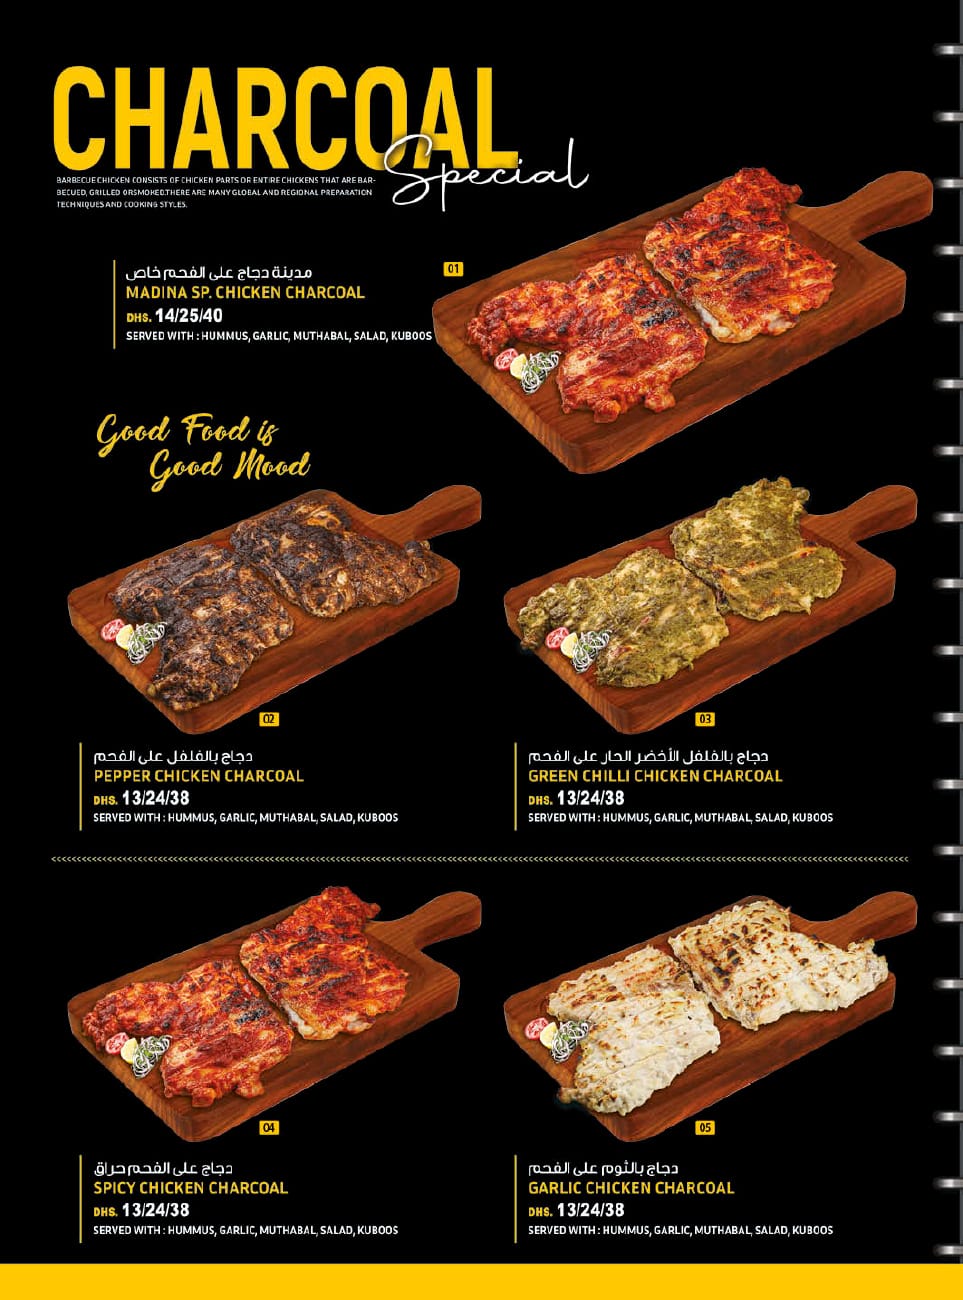 CHARCOAL
Special
BARBECUE CHICKEN CONSISTS OF CHICKEN PARTS OR ENTIRE CHICKENS THAT ARE BAR-
BECUED, GRILLED ORSMOKED.THERE ARE MANY GLOBAL AND REGIONAL PREPARATION
TECHNIQUES AND COOKING STYLES.
01
مدينة دجاج على الفحم خاص
MADINA SP. CHICKEN CHARCOAL
DHS. 14/25/40
SERVED WITH : HUMMUS, GARLIC, MUTHABAL, SALAD, KUBOOS
Good Food is
Good Mood
02
دجاج بالفلفل على الفحم
PEPPER CHICKEN CHARCOAL
DHS. 13/24/38
SERVED WITH : HUMMUS, GARLIC, MUTHABAL, SALAD, KUBOOS
03
دجاج بالفلفل الأخضر الحار على الفحم
GREEN CHILLI CHICKEN CHARCOAL
DHS. 13/24/38
SERVED WITH : HUMMUS, GARLIC, MUTHABAL, SALAD, KUBOOS
04
دجاج على الفحم حراق
SPICY CHICKEN CHARCOAL
DHS. 13/24/38
SERVED WITH : HUMMUS, GARLIC, MUTHABAL, SALAD, KUBOOS
05
دجاج بالثوم على الفحم
GARLIC CHICKEN CHARCOAL
DHS. 13/24/38
SERVED WITH : HUMMUS, GARLIC, MUTHABAL, SALAD, KUBOOS